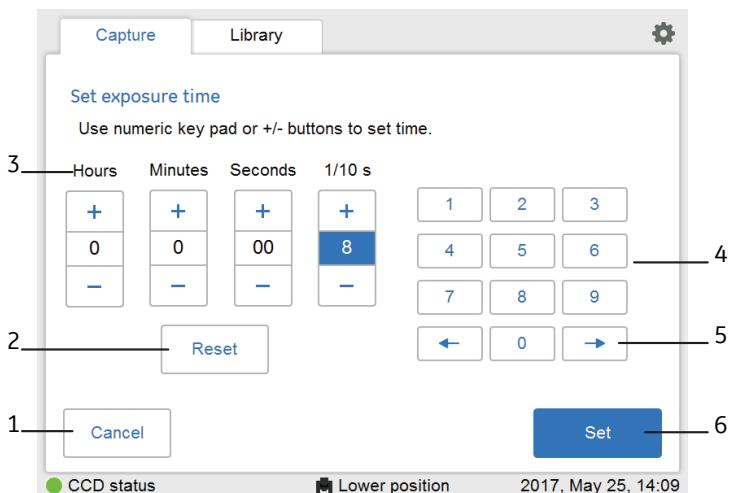 Capture Library
Set exposure time
Use numeric key pad or +/- buttons to set time.
3 Hours Minutes Seconds 1/10 s
+ + + + 1 2 3
0 0 00 8 4 5 6 4
− − − − 7 8 9
2 Reset ← 0 → 5
1 Cancel Set 6
CCD status Lower position 2017, May 25, 14:09